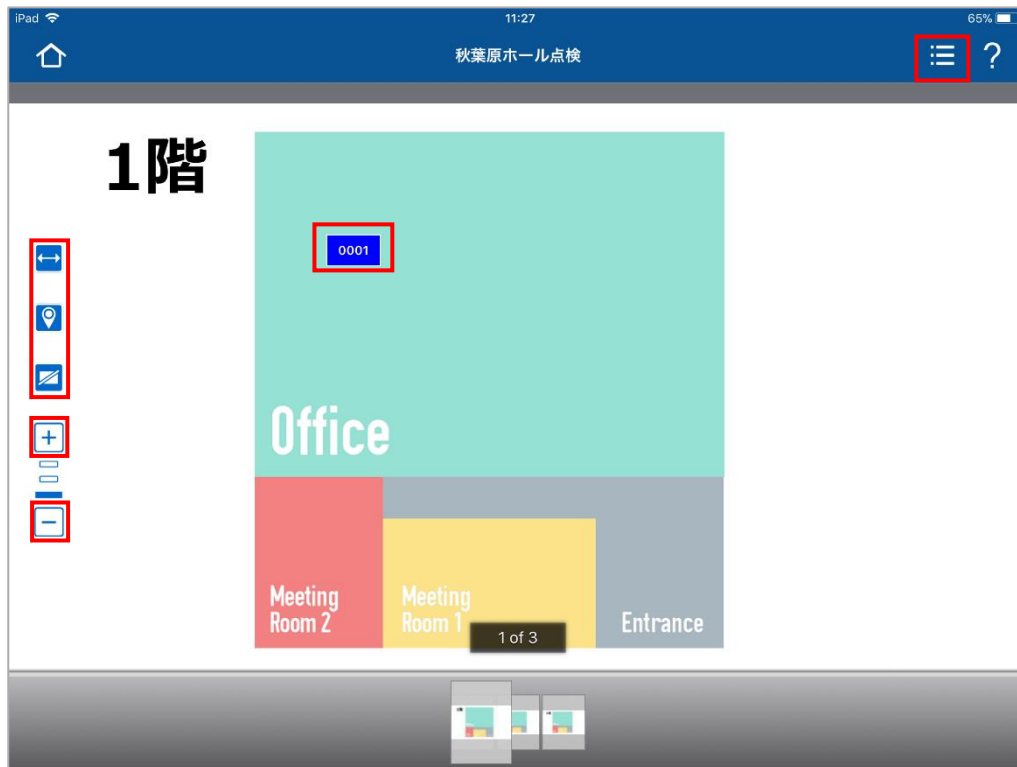 iPad 11:27 65%
秋葉原ホール点検 ?
1階
0001
Office
Meeting
Room 2
Meeting
Room 1
Entrance
1 of 3